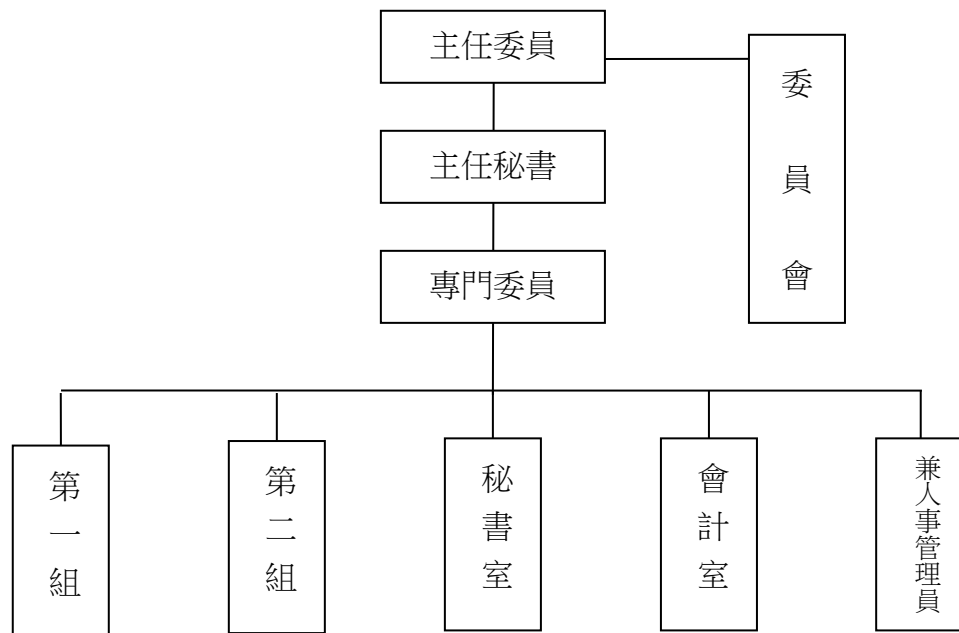 主任委員
委員會
主任秘書
專門委員
第一組
第二組
秘書室
會計室
兼人事管理員